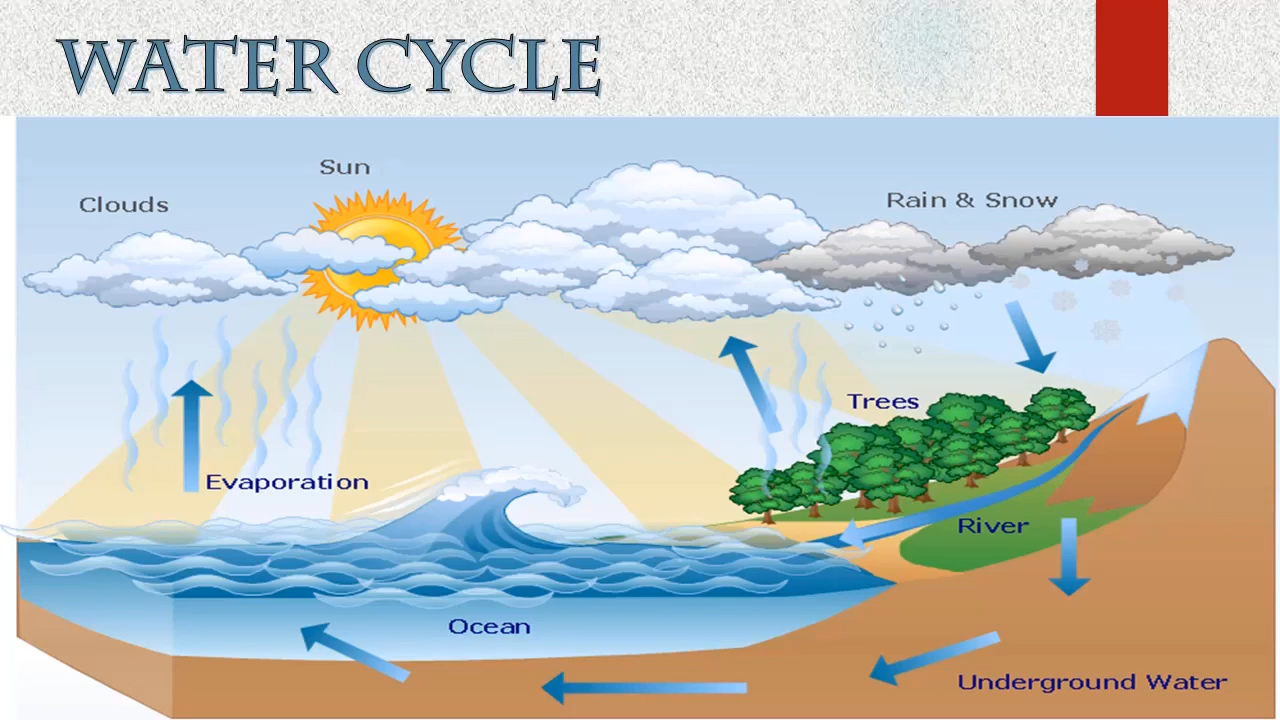 WATER CYCLE
Sun
Clouds
Rain & Snow
Trees
Evaporation
River
Ocean
Underground Water